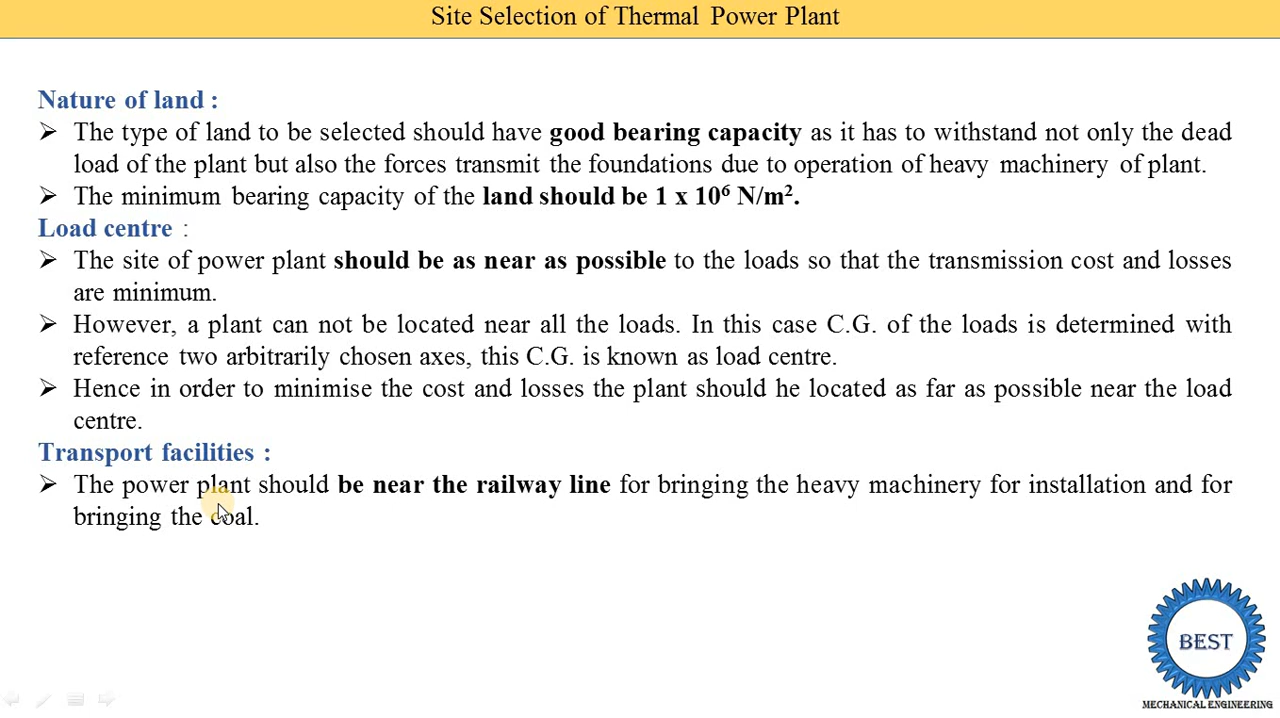 Site Selection of Thermal Power Plant
Nature of land :
➢ The type of land to be selected should have good bearing capacity as it has to withstand not only the dead
load of the plant but also the forces transmit the foundations due to operation of heavy machinery of plant.
➢ The minimum bearing capacity of the land should be 1 x 10⁶ N/m².
Load centre :
➢ The site of power plant should be as near as possible to the loads so that the transmission cost and losses
are minimum.
➢ However, a plant can not be located near all the loads. In this case C.G. of the loads is determined with
reference two arbitrarily chosen axes, this C.G. is known as load centre.
➢ Hence in order to minimise the cost and losses the plant should he located as far as possible near the load
centre.
Transport facilities :
➢ The power plant should be near the railway line for bringing the heavy machinery for installation and for
bringing the coal.
BEST
MECHANICAL ENGINEERING